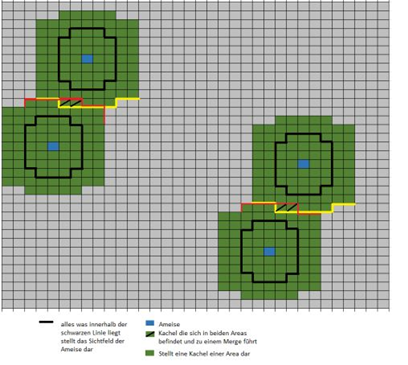 alles was innerhalb der
schwarzen Linie liegt
stellt das Sichtfeld der
Ameise dar
Ameise
Kachel die sich in beiden Areas
befindet und zu einem Merge führt
Stellt eine Kachel einer Area dar